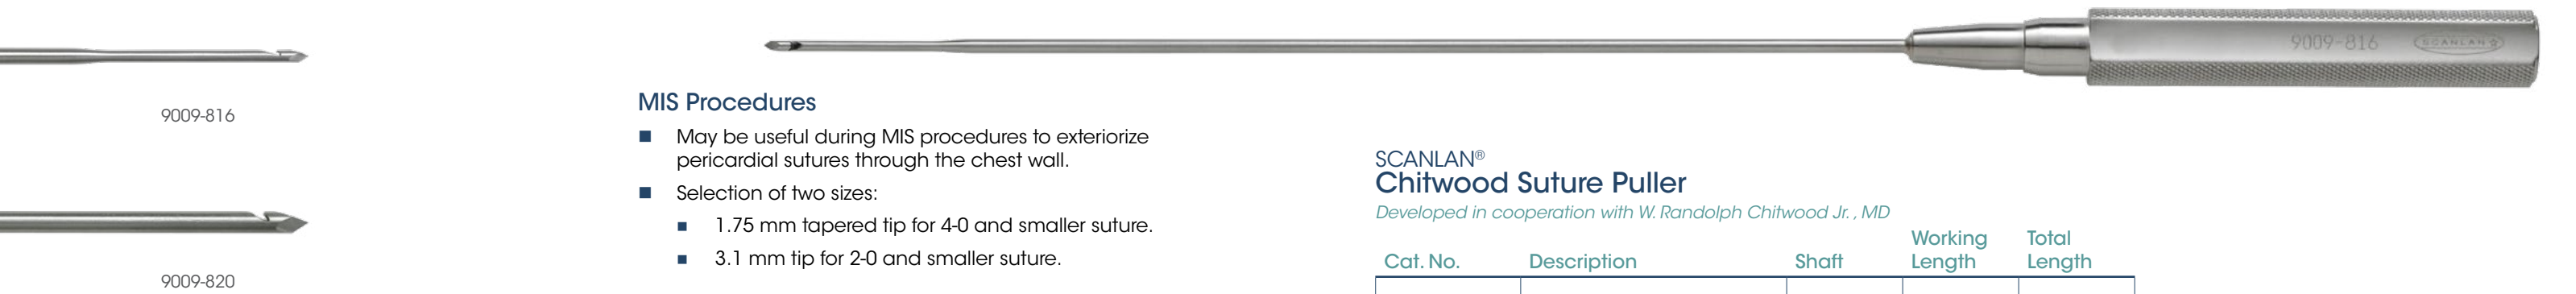 9009-816 SCANLAN
9009-816
9009-820
MIS Procedures
■ May be useful during MIS procedures to exteriorize
pericardial sutures through the chest wall.
■ Selection of two sizes:
■ 1.75 mm tapered tip for 4-0 and smaller suture.
■ 3.1 mm tip for 2-0 and smaller suture.
SCANLAN®
Chitwood Suture Puller
Developed in cooperation with W. Randolph Chitwood Jr. , MD
Cat. No. Description Shaft Working Length Total Length